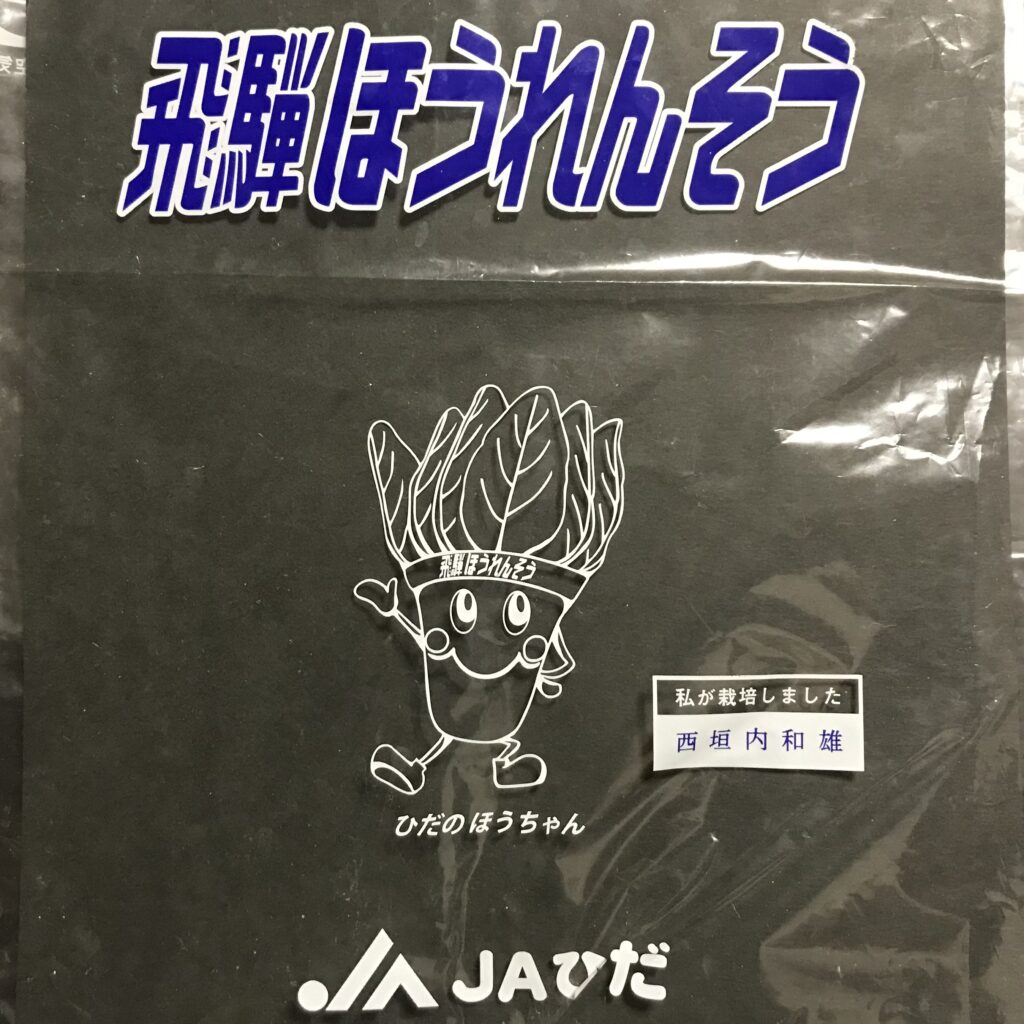 飛騨ほうれんそう
飛騨ほうれんそう
私が栽培しました
西垣内和雄
ひだのほうちゃん
JAひだ